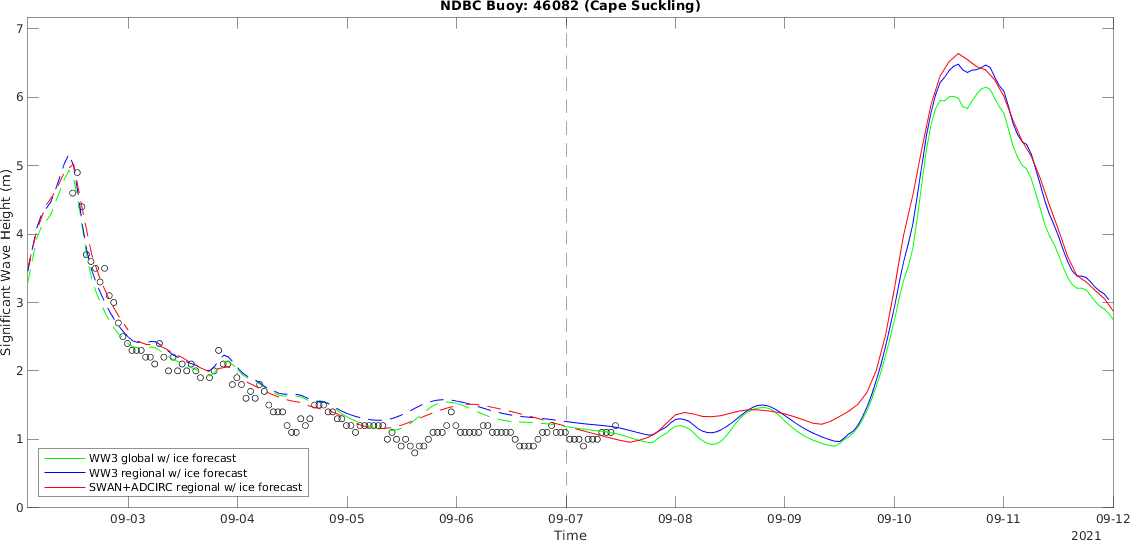 NDBC Buoy: 46082 (Cape Suckling)
7
6
5
4
3
2
1
0
Significant Wave Height (m)
WW3 global w/ ice forecast
WW3 regional w/ ice forecast
SWAN+ADCIRC regional w/ ice forecast
09-03 09-04 09-05 09-06 09-07 09-08 09-09 09-10 09-11 09-12
Time
2021